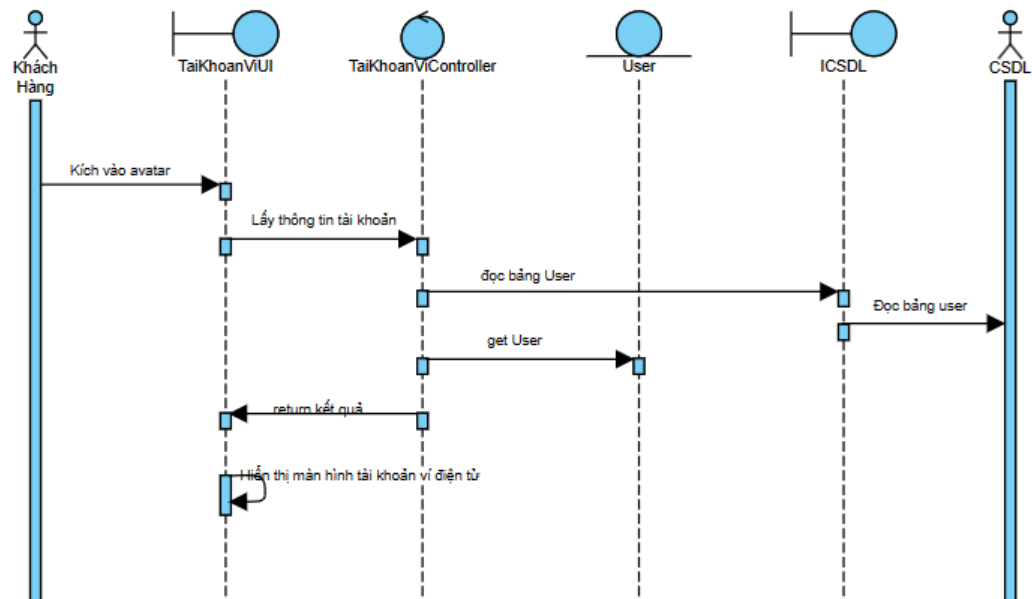 Khách
Hàng
TaiKhoanViUI
TaiKhoanViController
User
ICSDL
CSDL
Kích vào avatar
Lấy thông tin tài khoản
đọc bảng User
Đọc bảng user
get User
return kết quả
Hiển thị màn hình tài khoản ví điện tử